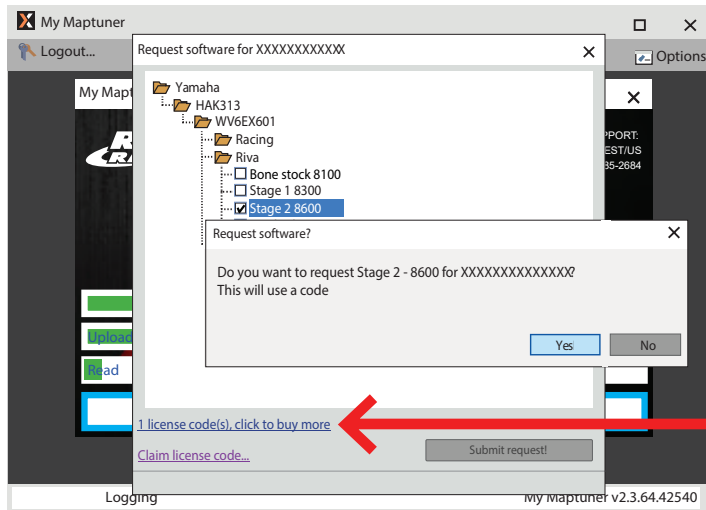 My Maptuner
Logout...
Options
Request software for XXXXXXXXXXXX
My Mapt
PPORT:
EST/US
85-2684
Yamaha
HAK313
WV6EX601
Racing
Riva
Bone stock 8100
Stage 1 8300
Stage 2 8600
Request software?
Do you want to request Stage 2 - 8600 for XXXXXXXXXXXXXX?
This will use a code
Yes
No
Upload
Read
1 license code(s), click to buy more
Claim license code...
Submit request!
Logging
My Maptuner v2.3.64.42540